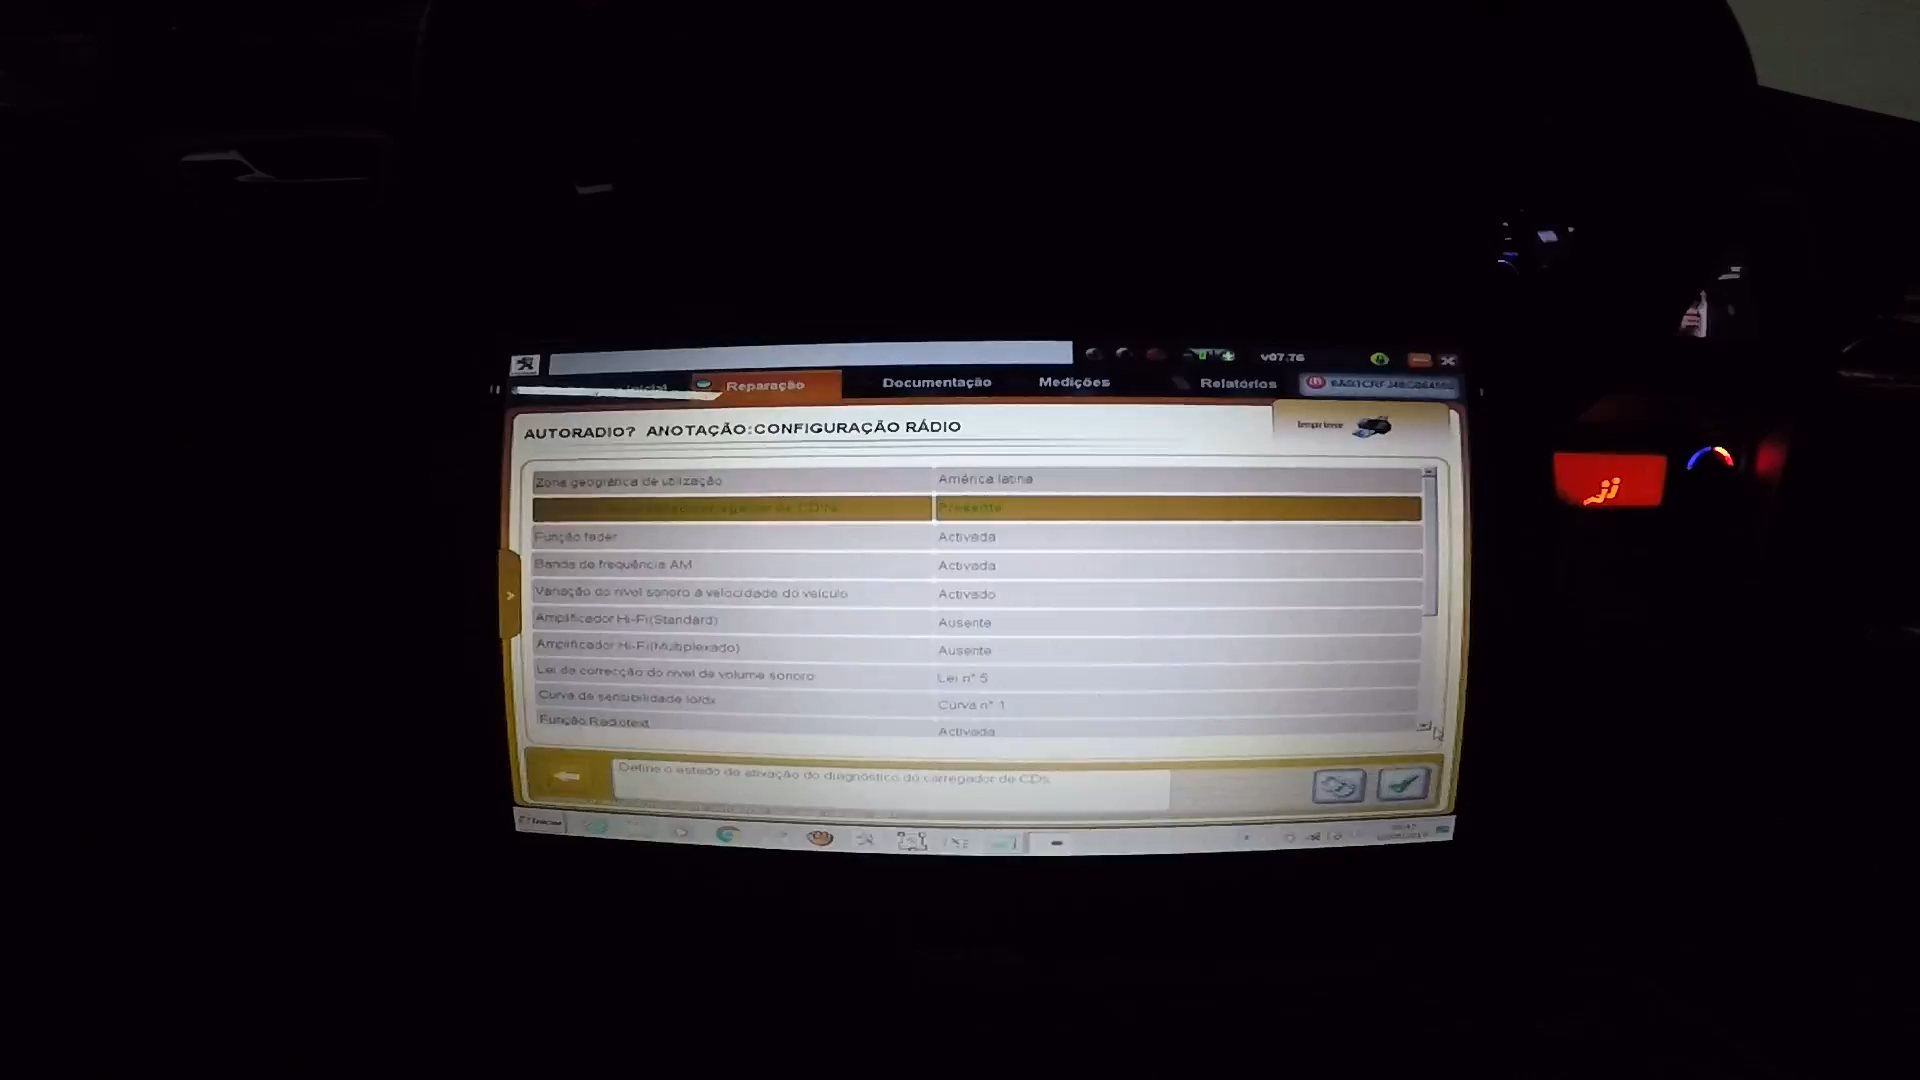 v07.76
Reparação Documentação Medições Relatórios
AUTORADIO? ANOTAÇÃO:CONFIGURAÇÃO RÁDIO
Imprimir
Zona geográfica de utilização América latina
de CD's Presente
Função fader Activada
Banda de frequência AM Activada
Variação do nível sonoro à velocidade do veículo Activado
Amplificador Hi-Fi(Standard) Ausente
Amplificador Hi-Fi(Multiplexado) Ausente
Lei de correcção do nível de volume sonoro Lei n° 5
Curva de sensibilidade lo/dx Curva n° 1
Função Radiotext Activada
Define o estado de ativação do diagnóstico do carregador de CDs